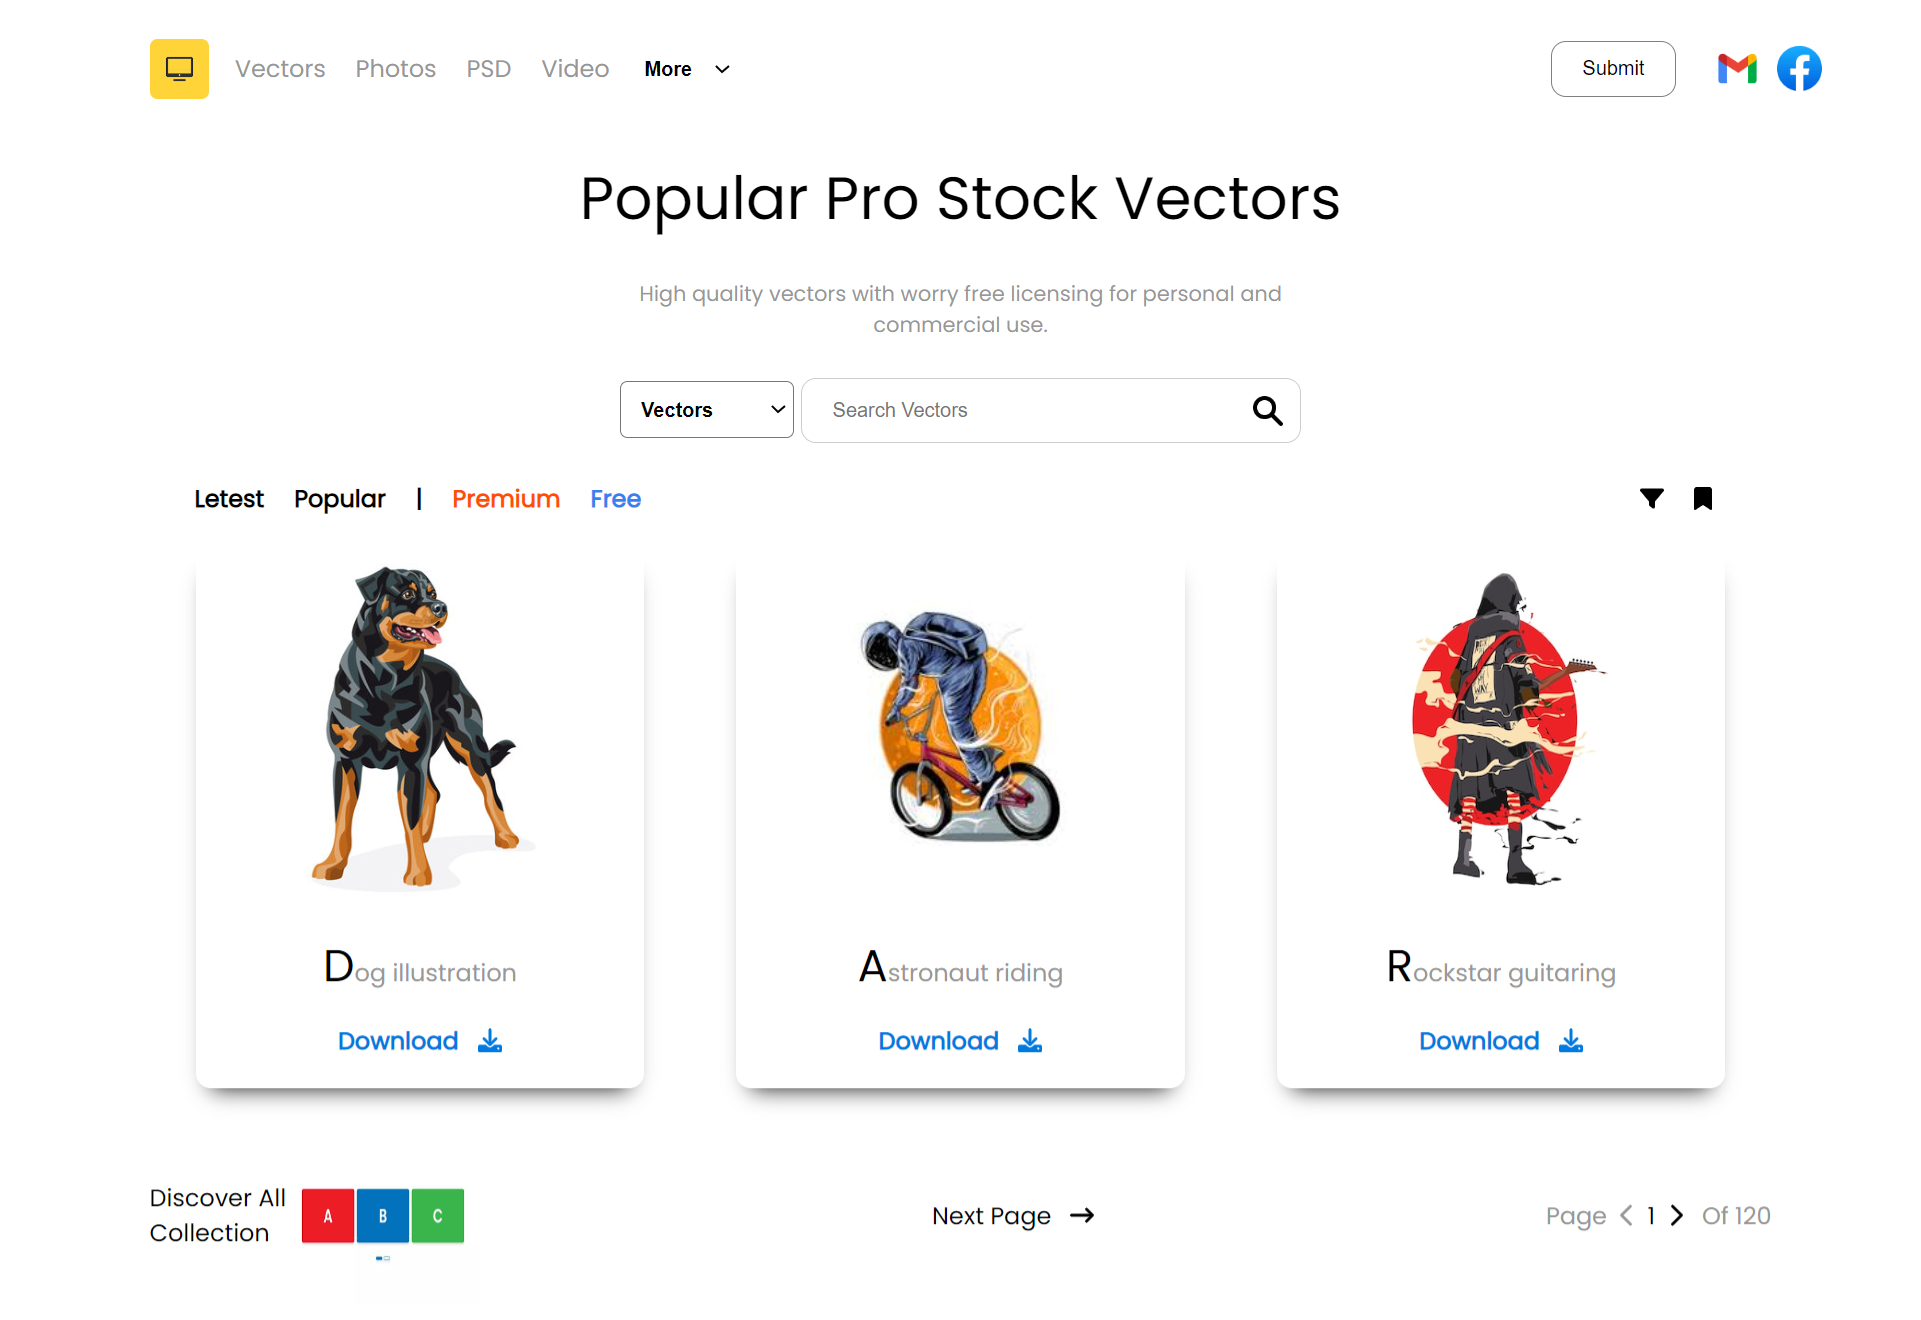 Vectors Photos PSD Video More Submit
Popular Pro Stock Vectors
High quality vectors with worry free licensing for personal and
commercial use.
Vectors Search Vectors
Letest Popular | Premium Free
Dog illustration
Download
Astronaut riding
Download
Rockstar guitaring
Download
Discover All
Collection
A B C
Next Page
Page 1 Of 120